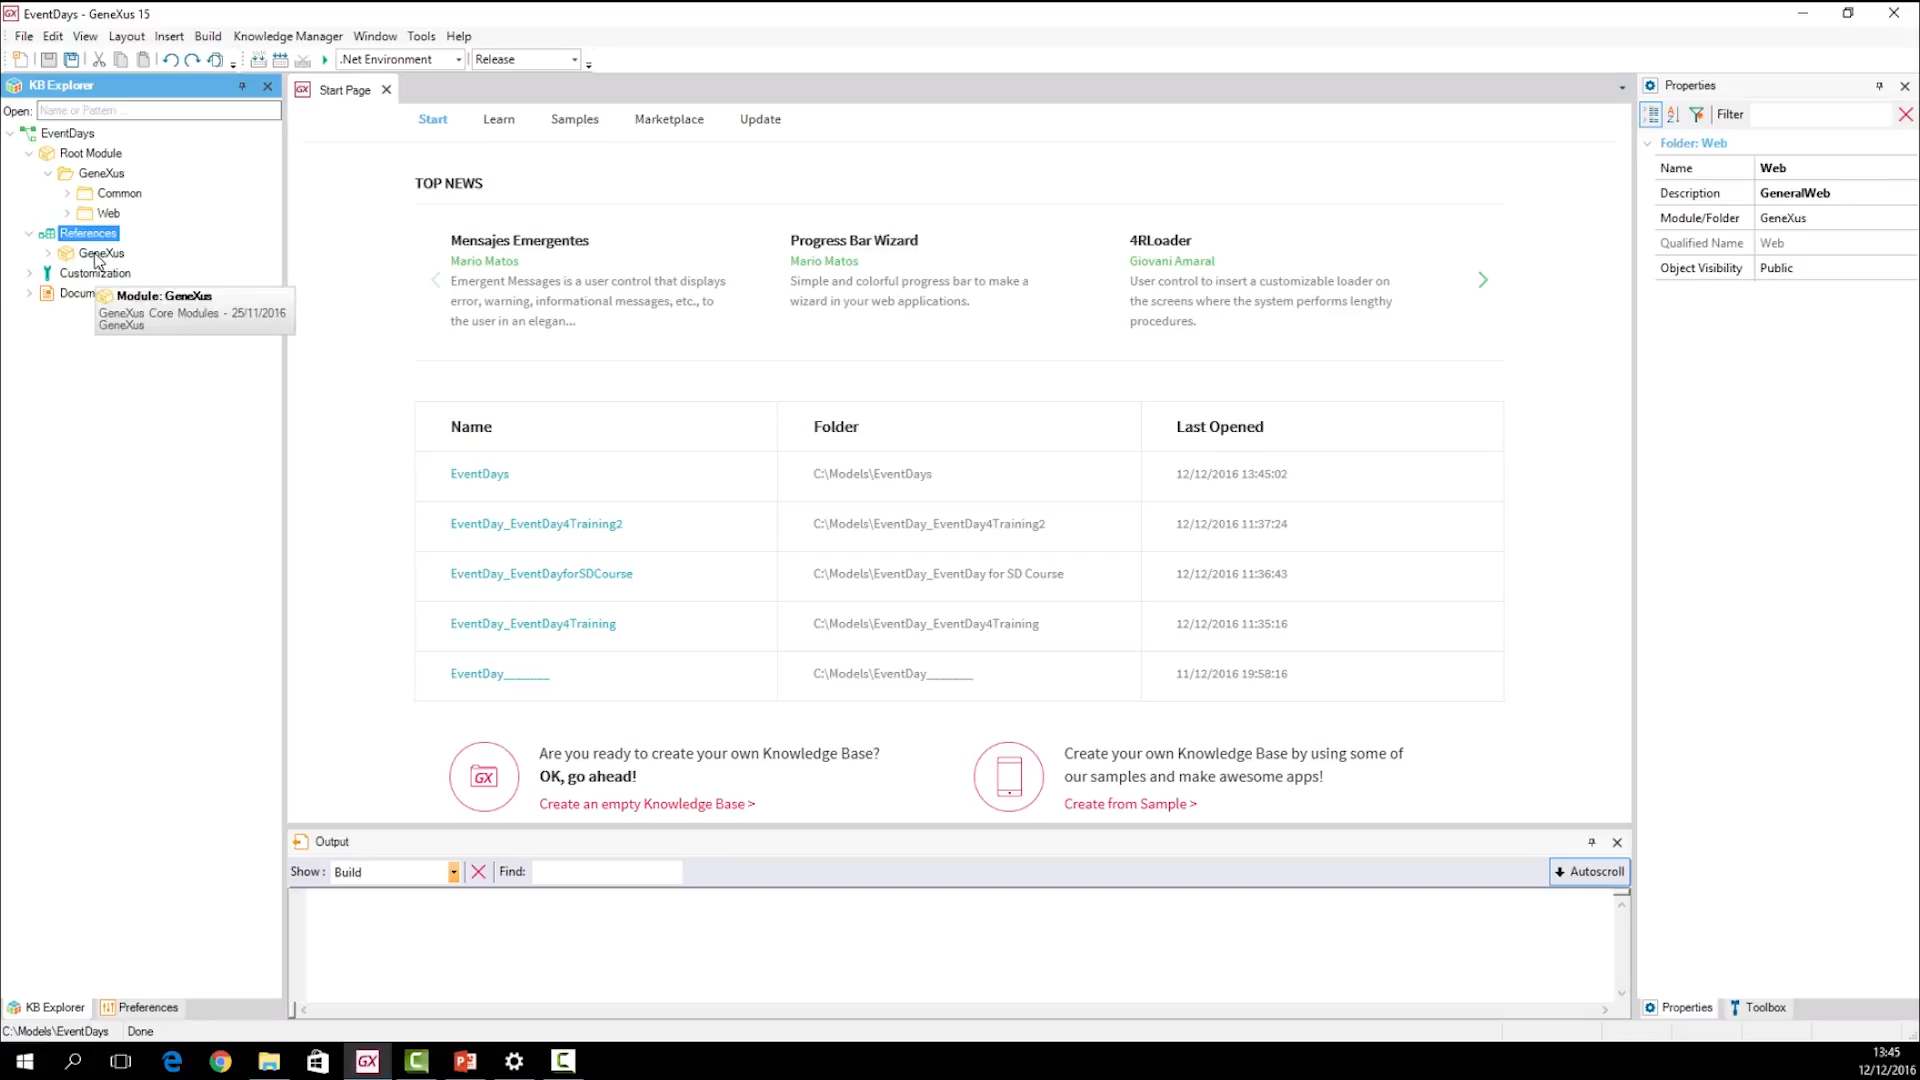 EventDays - GeneXus 15
File Edit View Layout Insert Build Knowledge Manager Window Tools Help
.Net Environment Release
KB Explorer
Open: Name or Pattern ...
EventDays
Root Module
GeneXus
Common
Web
References
GeneXus
Customization
Docum
Module: GeneXus
GeneXus Core Modules - 25/11/2016
GeneXus
Start Page
Start Learn Samples Marketplace Update
TOP NEWS
Mensajes Emergentes
Mario Matos
Emergent Messages is a user control that displays
error, warning, informational messages, etc., to
the user in an elegan...
Progress Bar Wizard
Mario Matos
Simple and colorful progress bar to make a
wizard in your web applications.
4RLoader
Giovani Amaral
User control to insert a customizable loader on
the screens where the system performs lengthy
procedures.
Name Folder Last Opened
EventDays C:\Models\EventDays 12/12/2016 13:45:02
EventDay_EventDay4Training2 C:\Models\EventDay_EventDay4Training2 12/12/2016 11:37:24
EventDay_EventDayforSDCourse C:\Models\EventDay_EventDay for SD Course 12/12/2016 11:36:43
EventDay_EventDay4Training C:\Models\EventDay_EventDay4Training 12/12/2016 11:35:16
EventDay_______ C:\Models\EventDay_______ 11/12/2016 19:58:16
GX
Are you ready to create your own Knowledge Base?
OK, go ahead!
Create an empty Knowledge Base >
Create your own Knowledge Base by using some of
our samples and make awesome apps!
Create from Sample >
Output
Show : Build Find: Autoscroll
Properties
Filter
Folder: Web
Name Web
Description GeneralWeb
Module/Folder GeneXus
Qualified Name Web
Object Visibility Public
KB Explorer Preferences
Properties Toolbox
C:\Models\EventDays Done
GX
13:45
12/12/2016